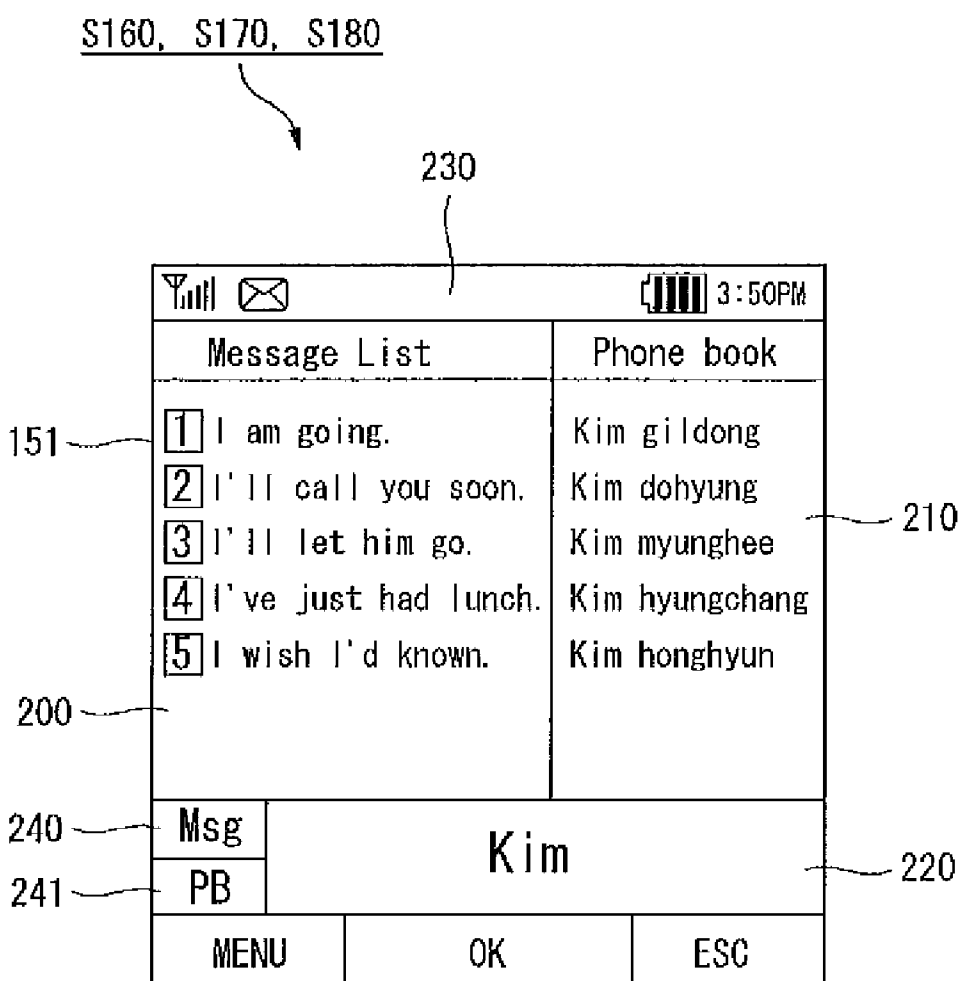 S160, S170, S180
230
3:50PM
Message List Phone book
151
1 I am going. Kim gildong
2 I'll call you soon. Kim dohyung
210
3 I'll let him go. Kim myunghee
4 I've just had lunch. Kim hyungchang
5 I wish I'd known. Kim honghyun
200
240 Msg
Kim
220
241 PB
MENU OK ESC